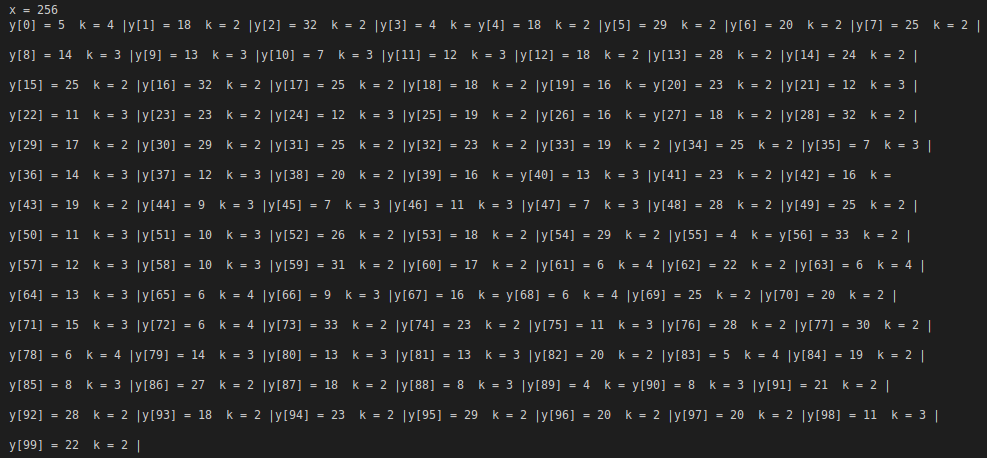 x = 256
y[0] = 5  k = 4 |y[1] = 18  k = 2 |y[2] = 32  k = 2 |y[3] = 4  k = y[4] = 18  k = 2 |y[5] = 29  k = 2 |y[6] = 20  k = 2 |y[7] = 25  k = 2 |
y[8] = 14  k = 3 |y[9] = 13  k = 3 |y[10] = 7  k = 3 |y[11] = 12  k = 3 |y[12] = 18  k = 2 |y[13] = 28  k = 2 |y[14] = 24  k = 2 |
y[15] = 25  k = 2 |y[16] = 32  k = 2 |y[17] = 25  k = 2 |y[18] = 18  k = 2 |y[19] = 16  k = y[20] = 23  k = 2 |y[21] = 12  k = 3 |
y[22] = 11  k = 3 |y[23] = 23  k = 2 |y[24] = 12  k = 3 |y[25] = 19  k = 2 |y[26] = 16  k = y[27] = 18  k = 2 |y[28] = 32  k = 2 |
y[29] = 17  k = 2 |y[30] = 29  k = 2 |y[31] = 25  k = 2 |y[32] = 23  k = 2 |y[33] = 19  k = 2 |y[34] = 25  k = 2 |y[35] = 7  k = 3 |
y[36] = 14  k = 3 |y[37] = 12  k = 3 |y[38] = 20  k = 2 |y[39] = 16  k = y[40] = 13  k = 3 |y[41] = 23  k = 2 |y[42] = 16  k =
y[43] = 19  k = 2 |y[44] = 9  k = 3 |y[45] = 7  k = 3 |y[46] = 11  k = 3 |y[47] = 7  k = 3 |y[48] = 28  k = 2 |y[49] = 25  k = 2 |
y[50] = 11  k = 3 |y[51] = 10  k = 3 |y[52] = 26  k = 2 |y[53] = 18  k = 2 |y[54] = 29  k = 2 |y[55] = 4  k = y[56] = 33  k = 2 |
y[57] = 12  k = 3 |y[58] = 10  k = 3 |y[59] = 31  k = 2 |y[60] = 17  k = 2 |y[61] = 6  k = 4 |y[62] = 22  k = 2 |y[63] = 6  k = 4 |
y[64] = 13  k = 3 |y[65] = 6  k = 4 |y[66] = 9  k = 3 |y[67] = 16  k = y[68] = 6  k = 4 |y[69] = 25  k = 2 |y[70] = 20  k = 2 |
y[71] = 15  k = 3 |y[72] = 6  k = 4 |y[73] = 33  k = 2 |y[74] = 23  k = 2 |y[75] = 11  k = 3 |y[76] = 28  k = 2 |y[77] = 30  k = 2 |
y[78] = 6  k = 4 |y[79] = 14  k = 3 |y[80] = 13  k = 3 |y[81] = 13  k = 3 |y[82] = 20  k = 2 |y[83] = 5  k = 4 |y[84] = 19  k = 2 |
y[85] = 8  k = 3 |y[86] = 27  k = 2 |y[87] = 18  k = 2 |y[88] = 8  k = 3 |y[89] = 4  k = y[90] = 8  k = 3 |y[91] = 21  k = 2 |
y[92] = 28  k = 2 |y[93] = 18  k = 2 |y[94] = 23  k = 2 |y[95] = 29  k = 2 |y[96] = 20  k = 2 |y[97] = 20  k = 2 |y[98] = 11  k = 3 |
y[99] = 22  k = 2 |